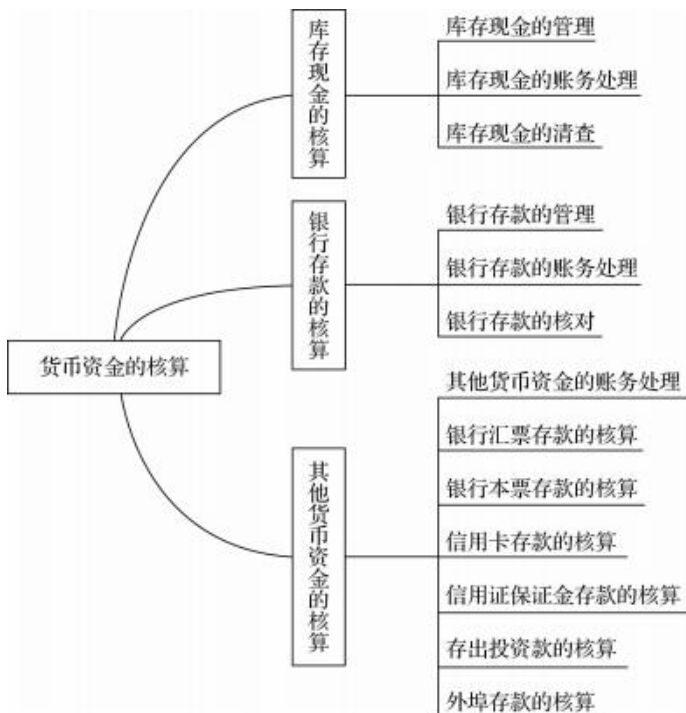 货币资金的核算
库存现金的核算
库存现金的管理
库存现金的账务处理
库存现金的清查
银行存款的核算
银行存款的管理
银行存款的账务处理
银行存款的核对
其他货币资金的核算
其他货币资金的账务处理
银行汇票存款的核算
银行本票存款的核算
信用卡存款的核算
信用证保证金存款的核算
存出投资款的核算
外埠存款的核算